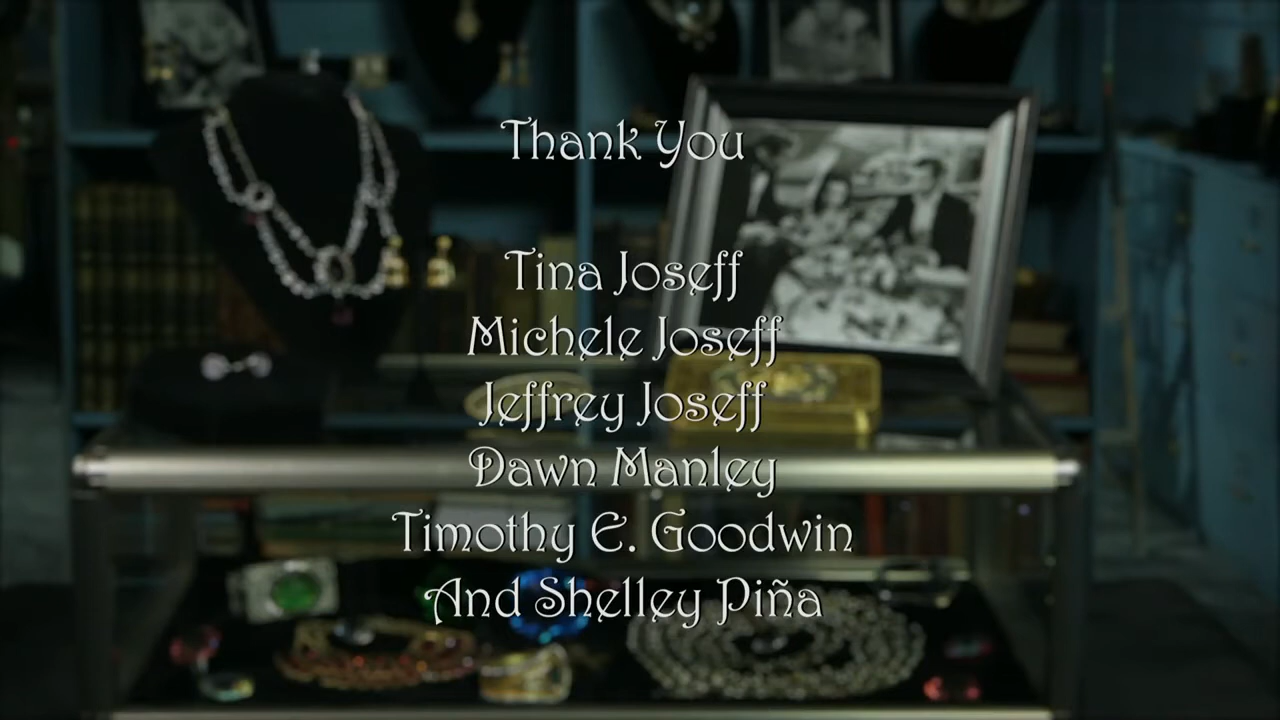 Thank You
Tina Joseff
Michele Joseff
Jeffrey Joseff
Dawn Manley
Timothy E. Goodwin
And Shelley Piña